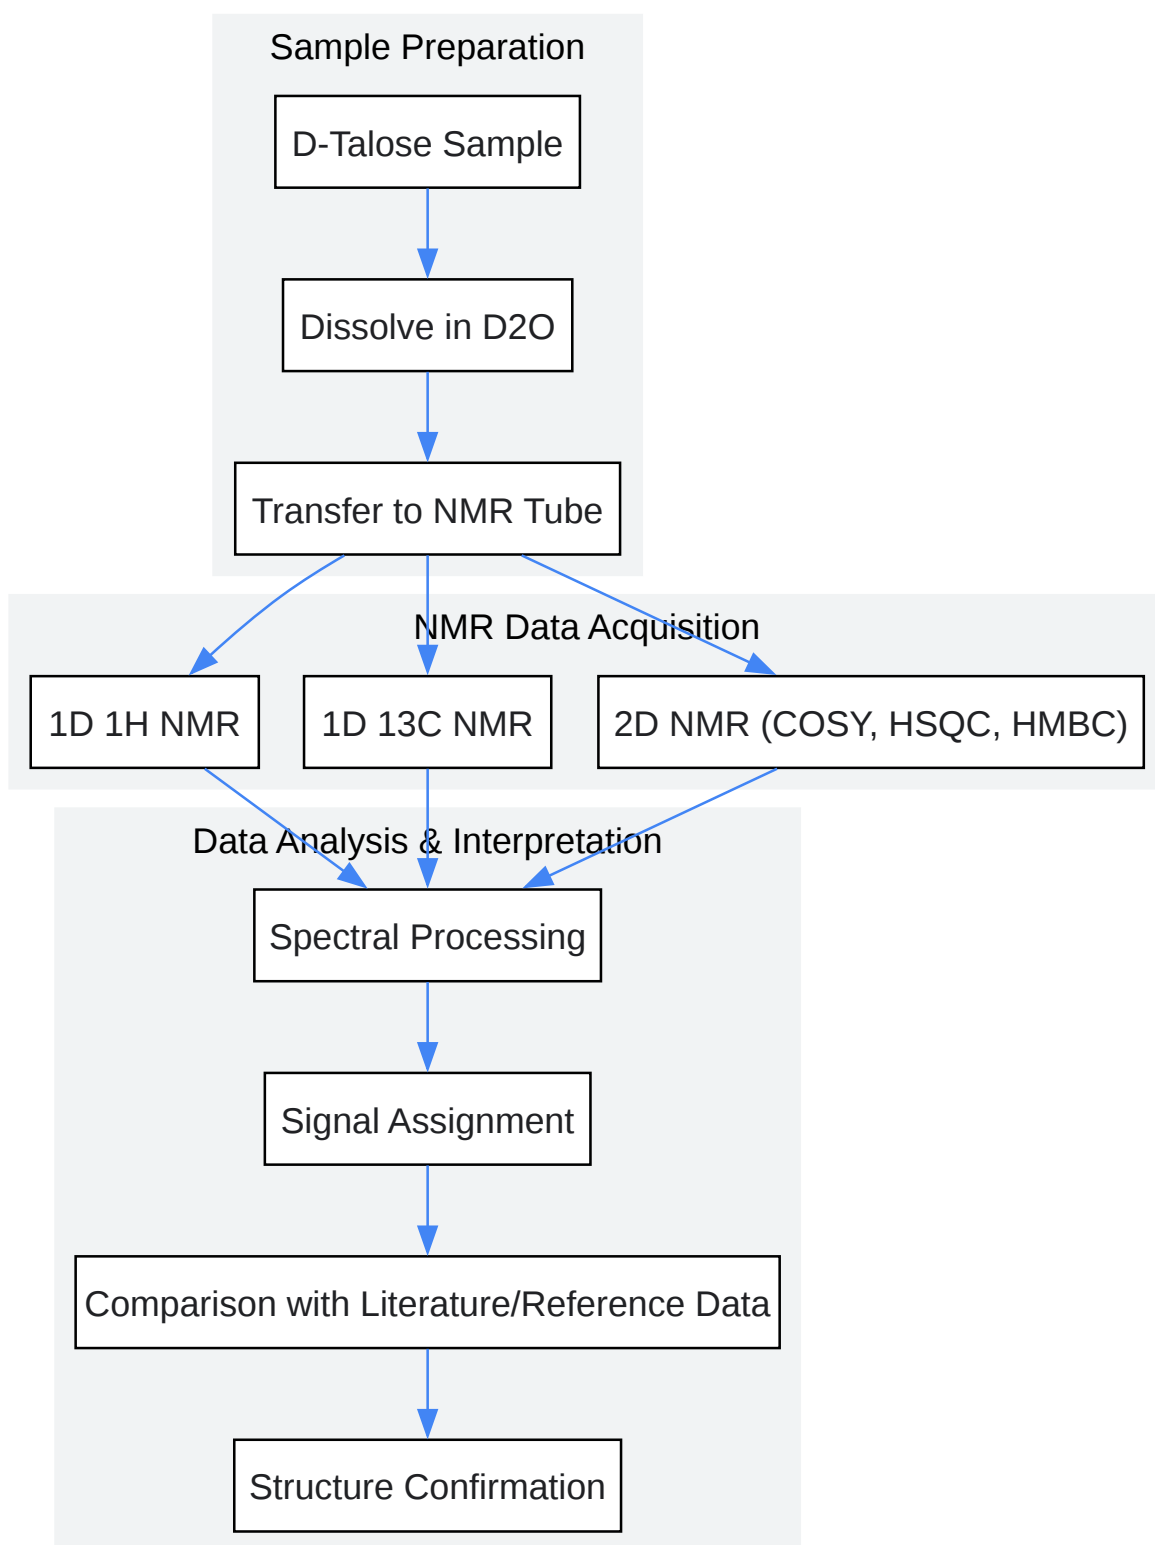 Sample Preparation
D-Talose Sample
Dissolve in D2O
Transfer to NMR Tube
NMR Data Acquisition
1D 1H NMR
1D 13C NMR
2D NMR (COSY, HSQC, HMBC)
Data Analysis & Interpretation
Spectral Processing
Signal Assignment
Comparison with Literature/Reference Data
Structure Confirmation